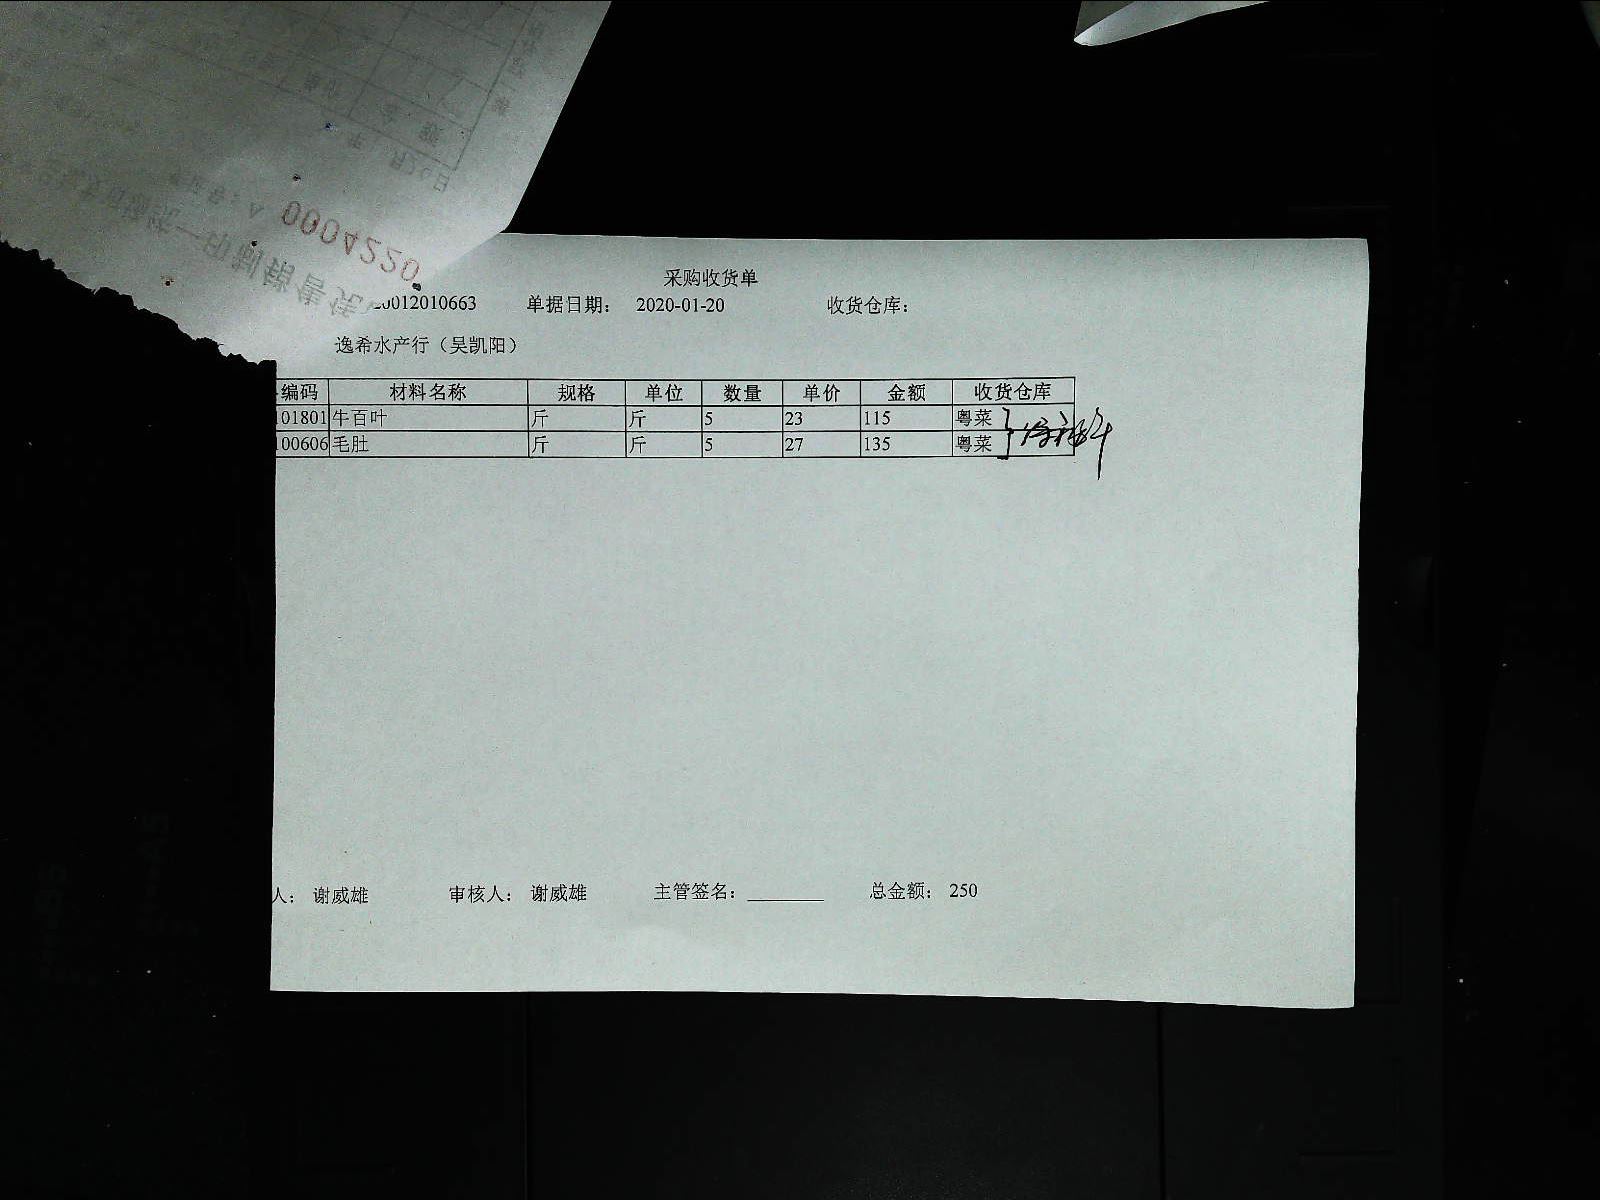 0004220
采购收货单
20012010663 单据日期： 2020-01-20 收货仓库：
逸希水产行（吴凯阳）
编码 材料名称 规格 单位 数量 单价 金额 收货仓库
101801 牛百叶 斤 斤 5 23 115 粤菜
100606 毛肚 斤 斤 5 27 135 粤菜
人： 谢威雄 审核人： 谢威雄 主管签名：________ 总金额： 250